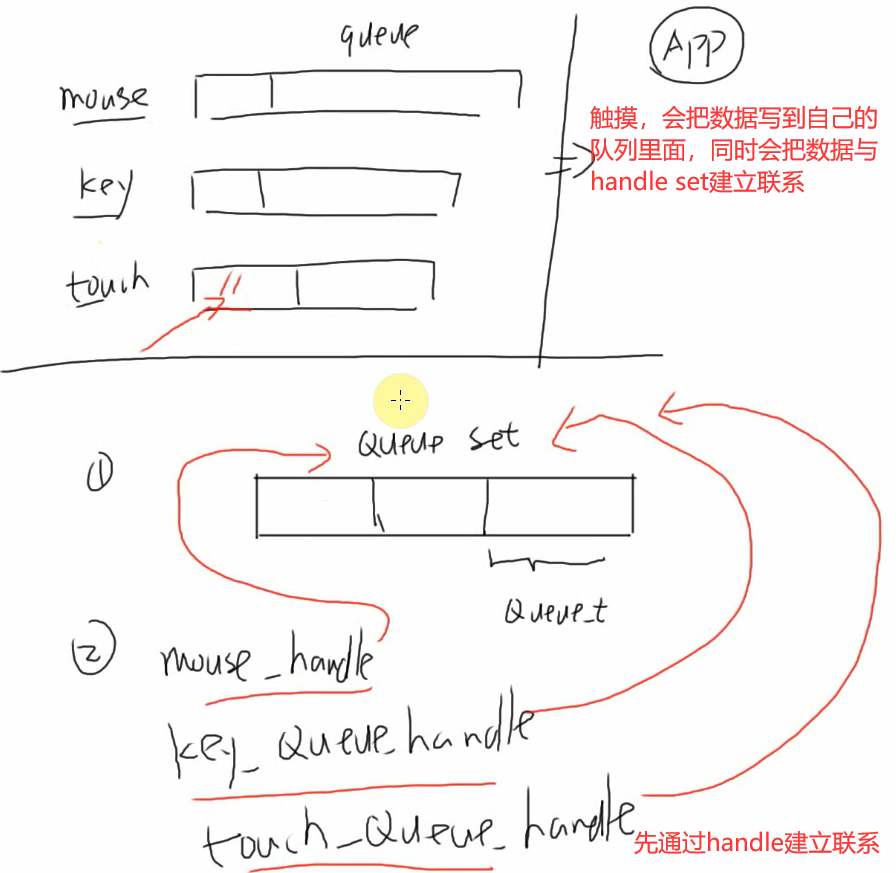 queue
App
mouse
触摸，会把数据写到自己的
队列里面，同时会把数据与
handle set建立联系
key
touch
Queue set
①
Queue_t
②
mouse_handle
key_Queue_handle
touch_Queue_handle
先通过handle建立联系